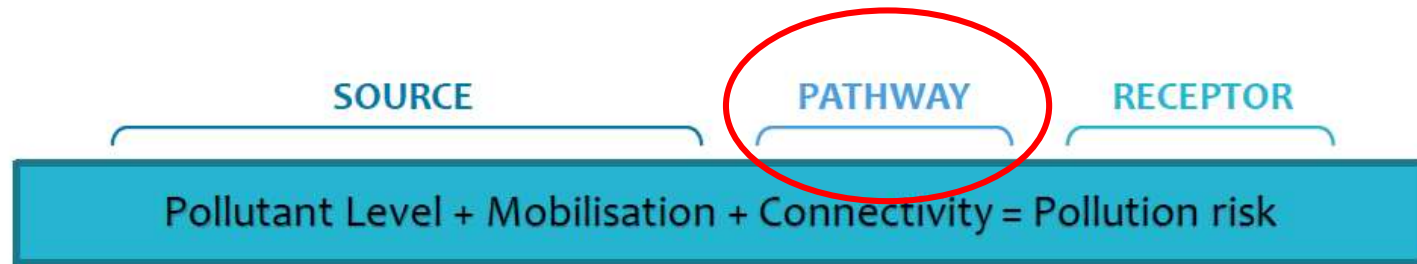 SOURCE PATHWAY RECEPTOR
Pollutant Level + Mobilisation + Connectivity = Pollution risk